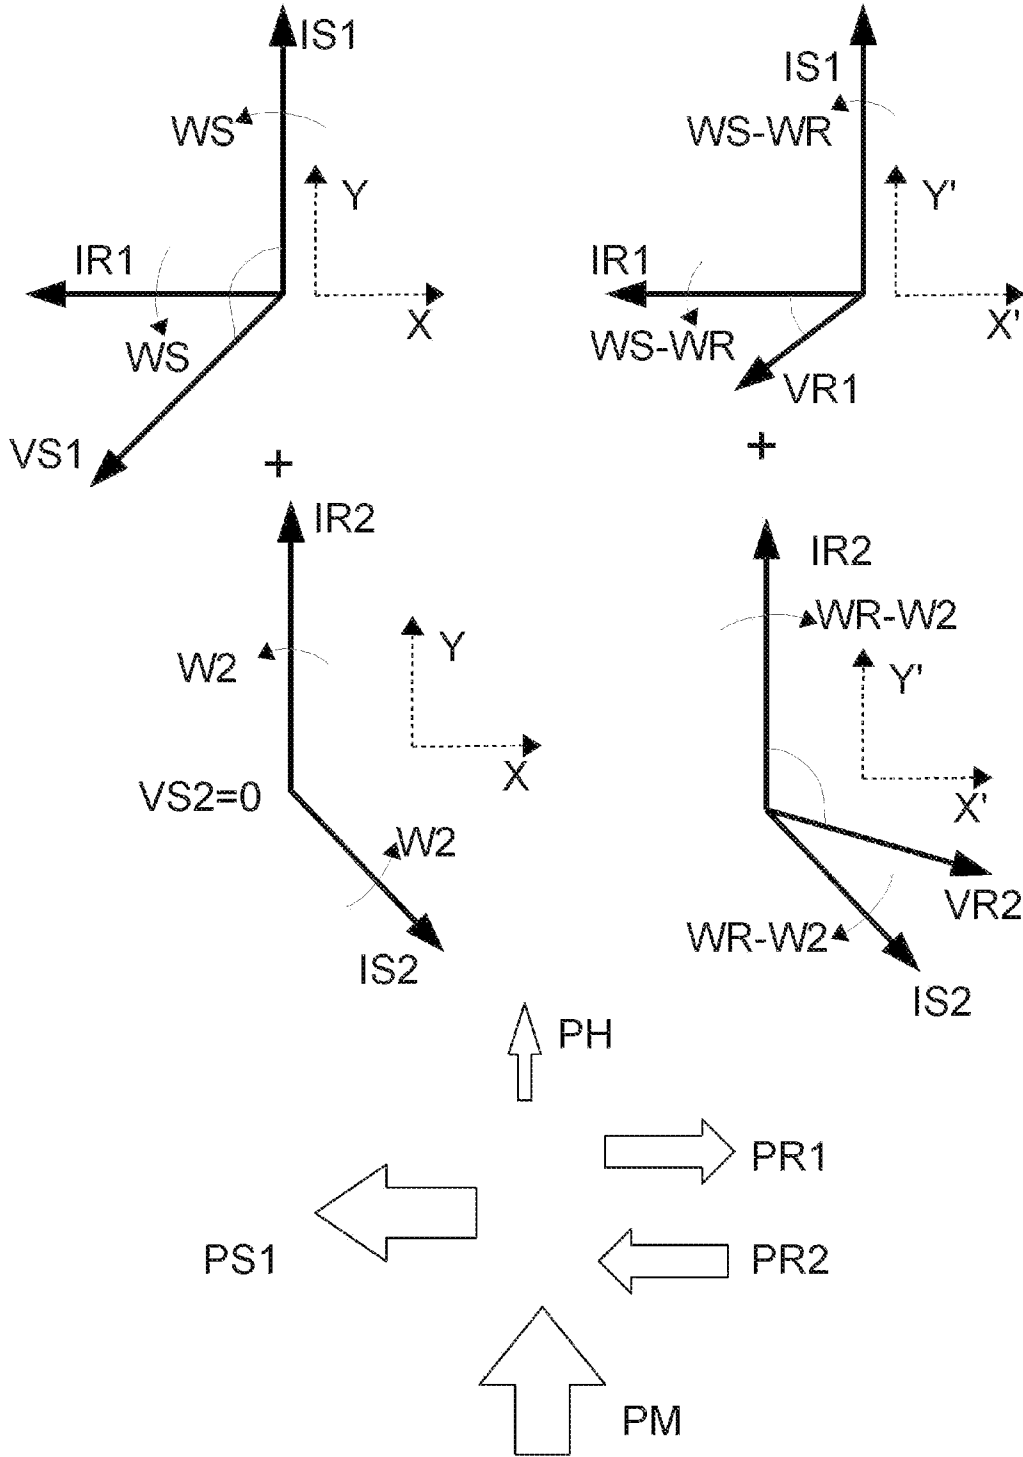 IS1
WS
Y
IR1
X
WS
VS1
+
IS1
WS-WR
Y'
IR1
X'
WS-WR
VR1
+
IR2
W2
Y
X
VS2=0
W2
IS2
IR2
WR-W2
Y'
X'
VR2
WR-W2
IS2
PH
PR1
PS1
PR2
PM